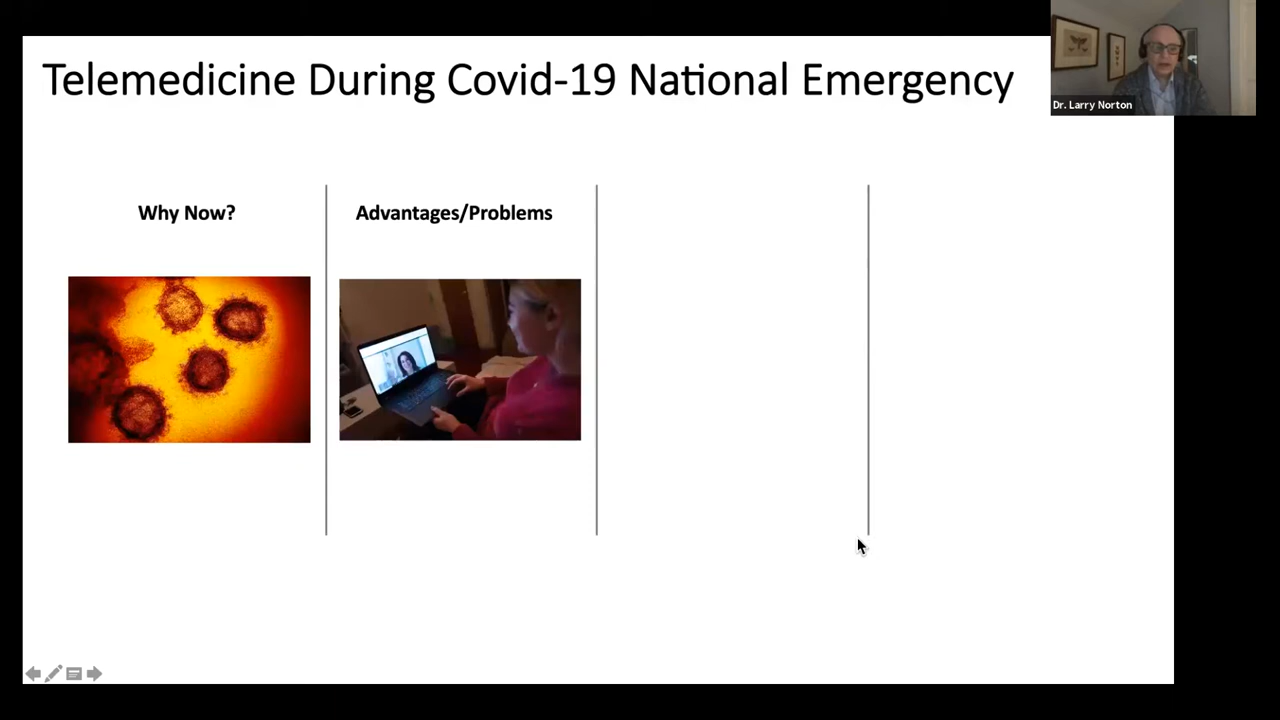 Telemedicine During Covid-19 National Emergency
Dr. Larry Norton
Why Now?
Advantages/Problems